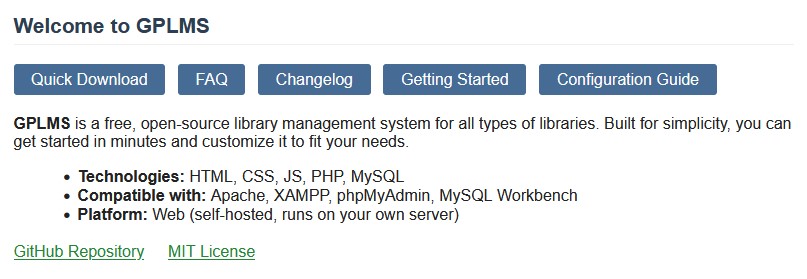 Welcome to GPLMS
Quick Download FAQ Changelog Getting Started Configuration Guide
GPLMS is a free, open-source library management system for all types of libraries. Built for simplicity, you can
get started in minutes and customize it to fit your needs.
• Technologies: HTML, CSS, JS, PHP, MySQL
• Compatible with: Apache, XAMPP, phpMyAdmin, MySQL Workbench
• Platform: Web (self-hosted, runs on your own server)
GitHub Repository MIT License